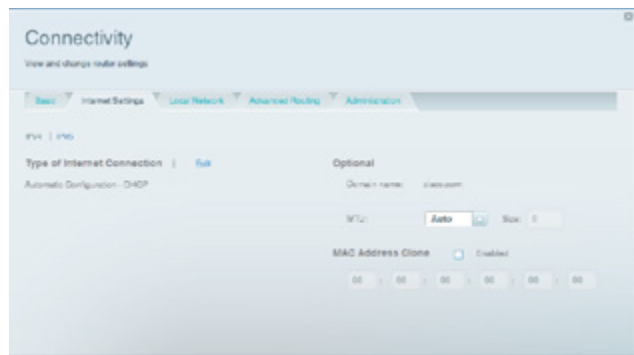 Connectivity
View and change router settings
Basic
Internet Settings
Local Network
Advanced Routing
Administration
IPv4 | IPv6
Type of Internet Connection | Edit
Automatic Configuration - DHCP
Optional
Domain name:
MTU: Auto Size: 0
MAC Address Clone Enabled
00 : 00 : 00 : 00 : 00 : 00